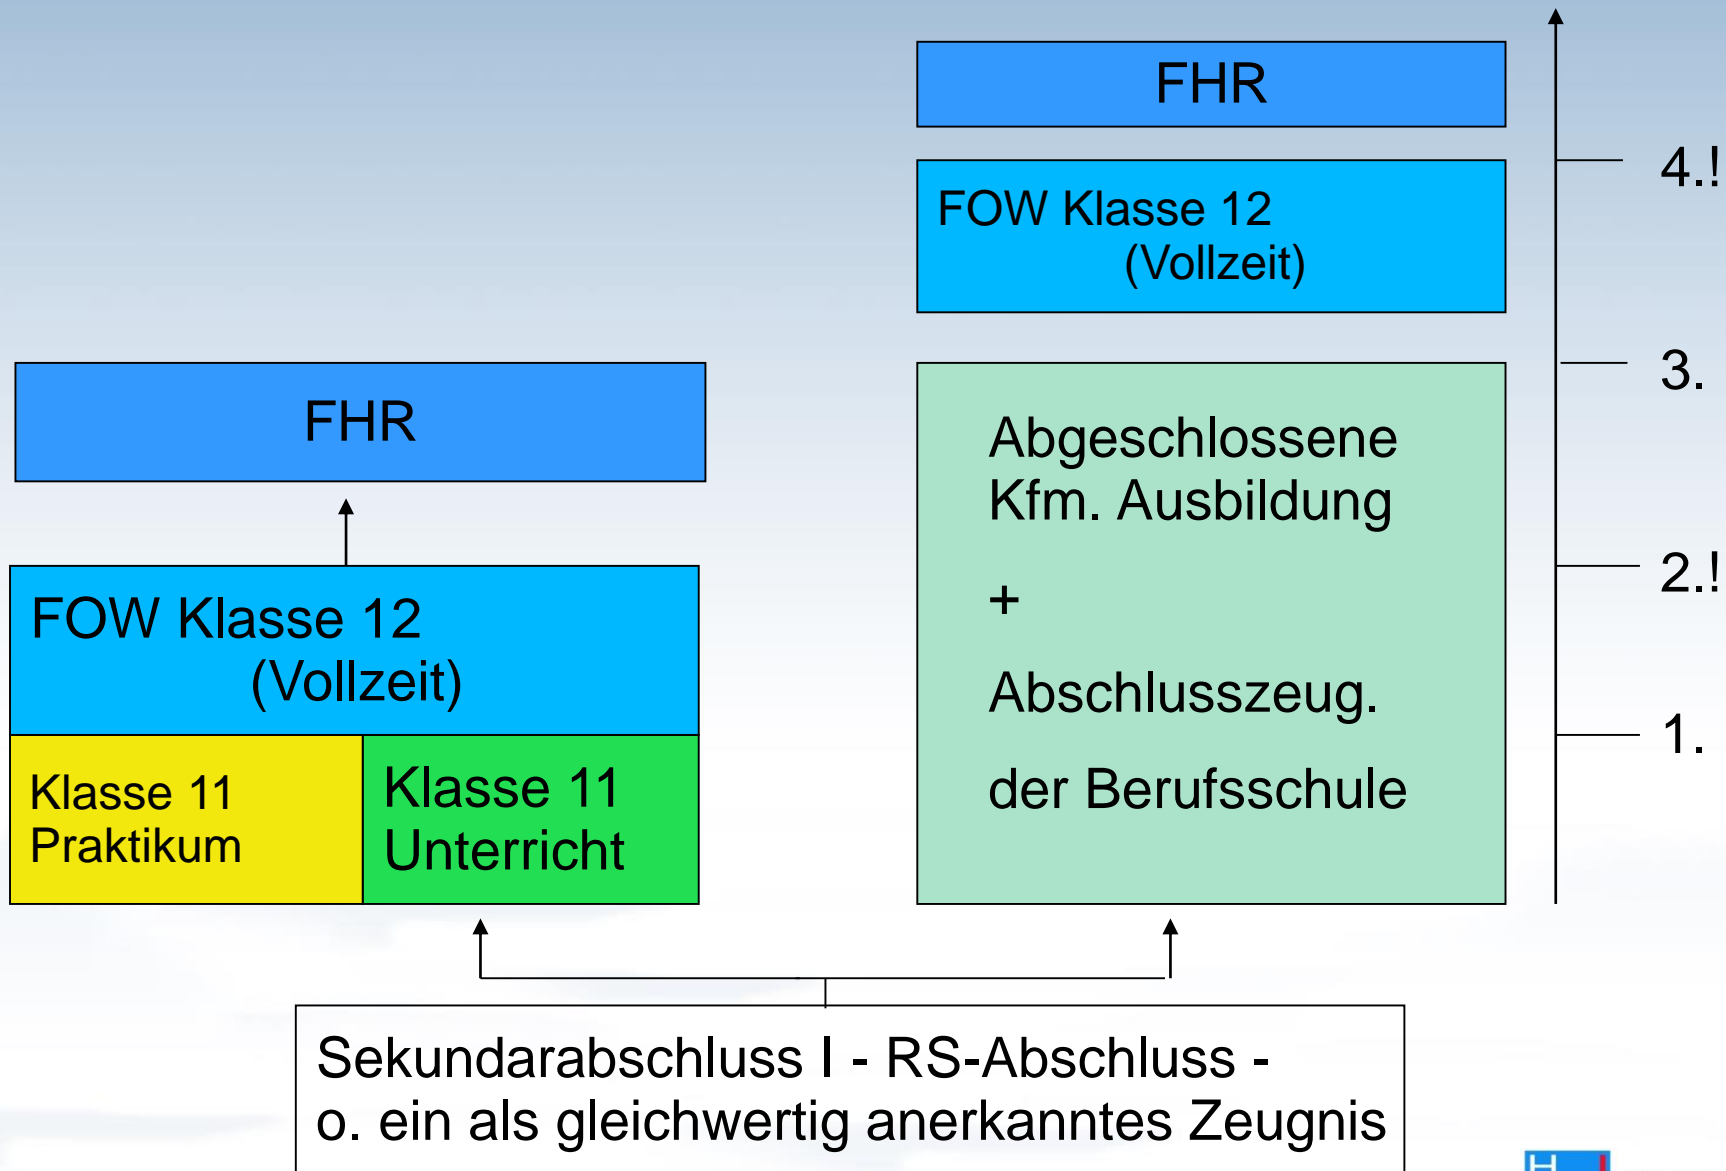 FHR
4.!
FOW Klasse 12
(Vollzeit)
3.
FHR
Abgeschlossene
Kfm. Ausbildung
+
Abschlusszeug.
der Berufsschule
2.!
FOW Klasse 12
(Vollzeit)
1.
Klasse 11
Praktikum
Klasse 11
Unterricht
Sekundarabschluss I - RS-Abschluss -
o. ein als gleichwertig anerkanntes Zeugnis